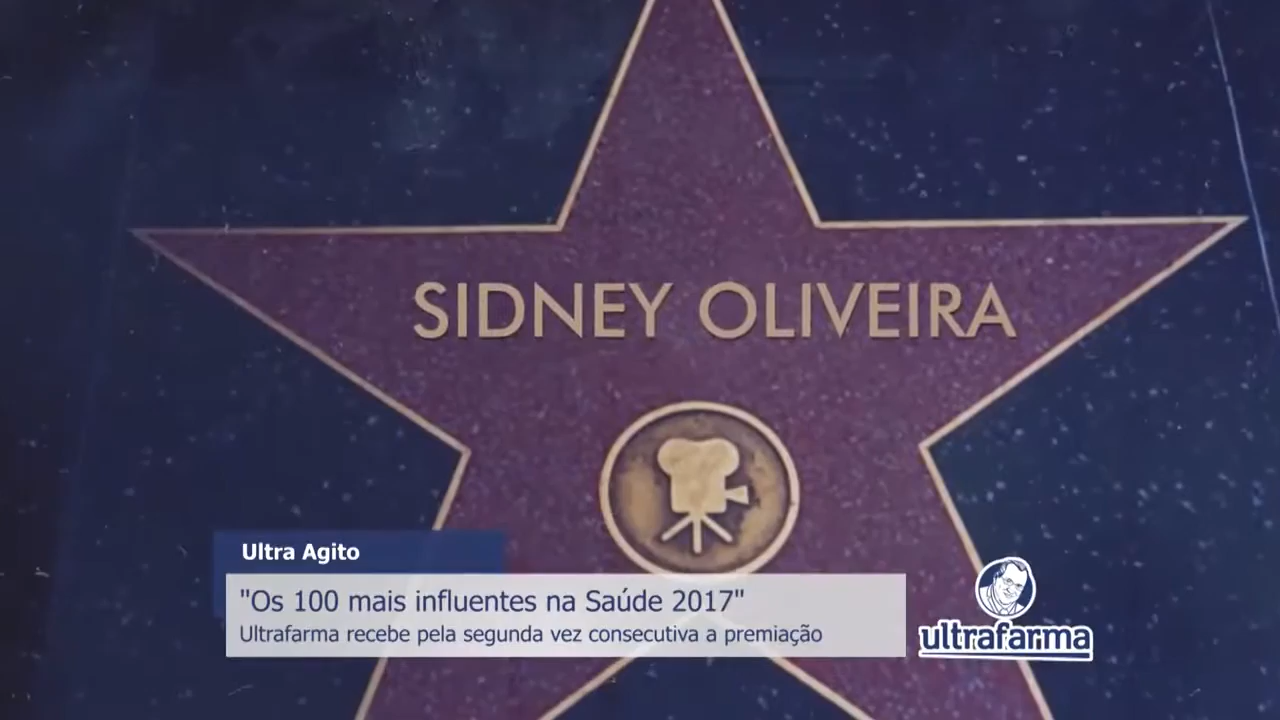 SIDNEY OLIVEIRA
Ultra Agito
"Os 100 mais influentes na Saúde 2017"
Ultrafarma recebe pela segunda vez consecutiva a premiação
ultrafarma